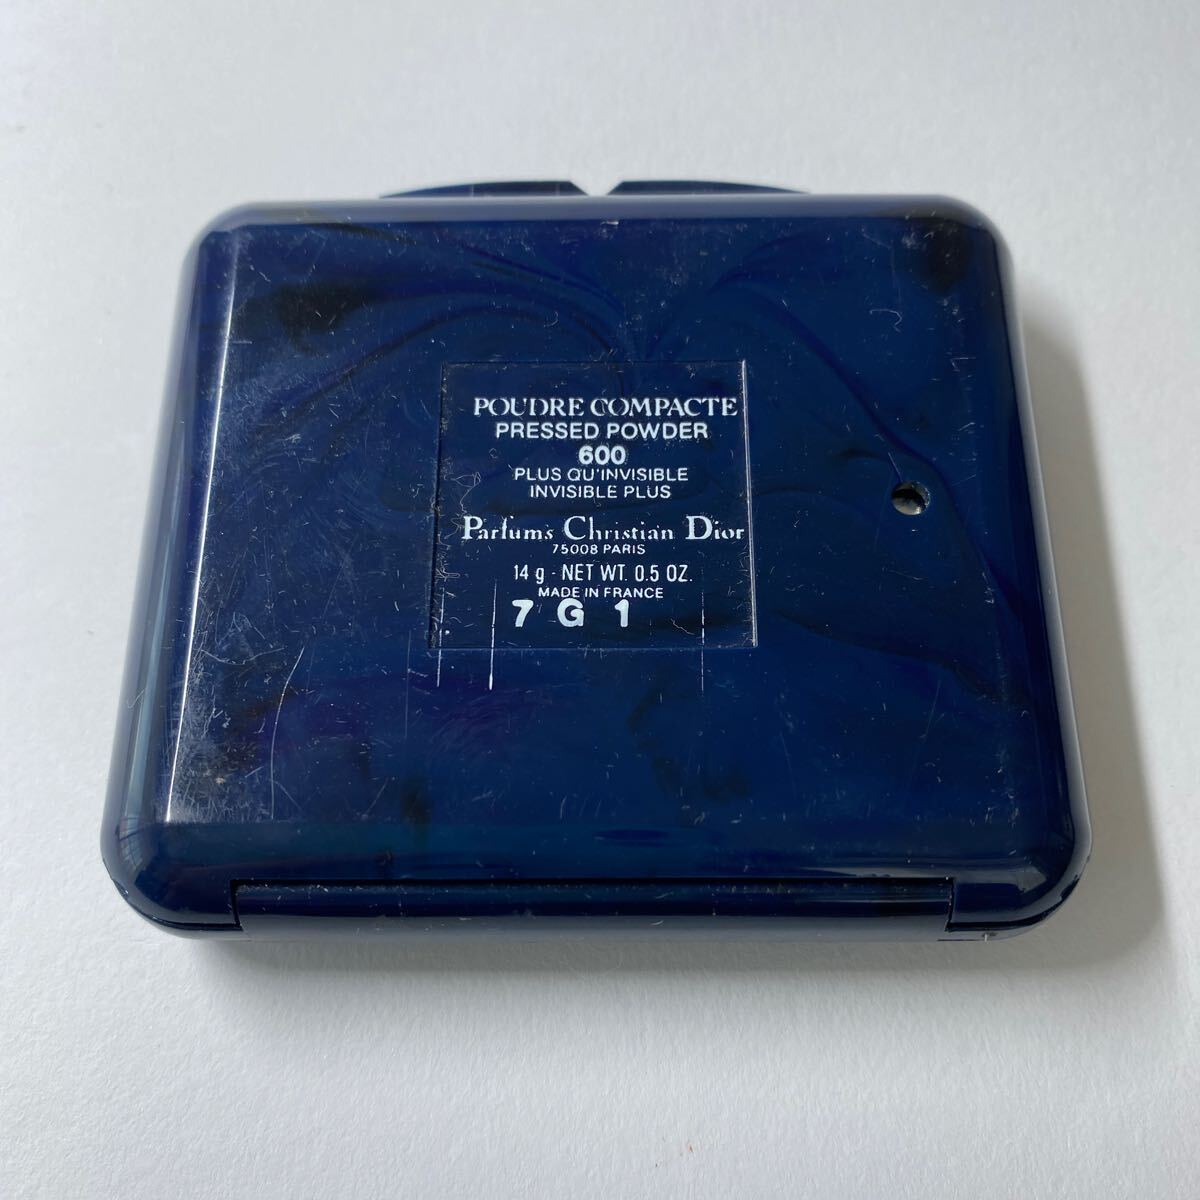 POUDRE COMPACTE
PRESSED POWDER
600
PLUS QU'INVISIBLE
INVISIBLE PLUS
Parfums Christian Dior
75008 PARIS
14 g - NET WT. 0.5 OZ.
MADE IN FRANCE
7 G 1